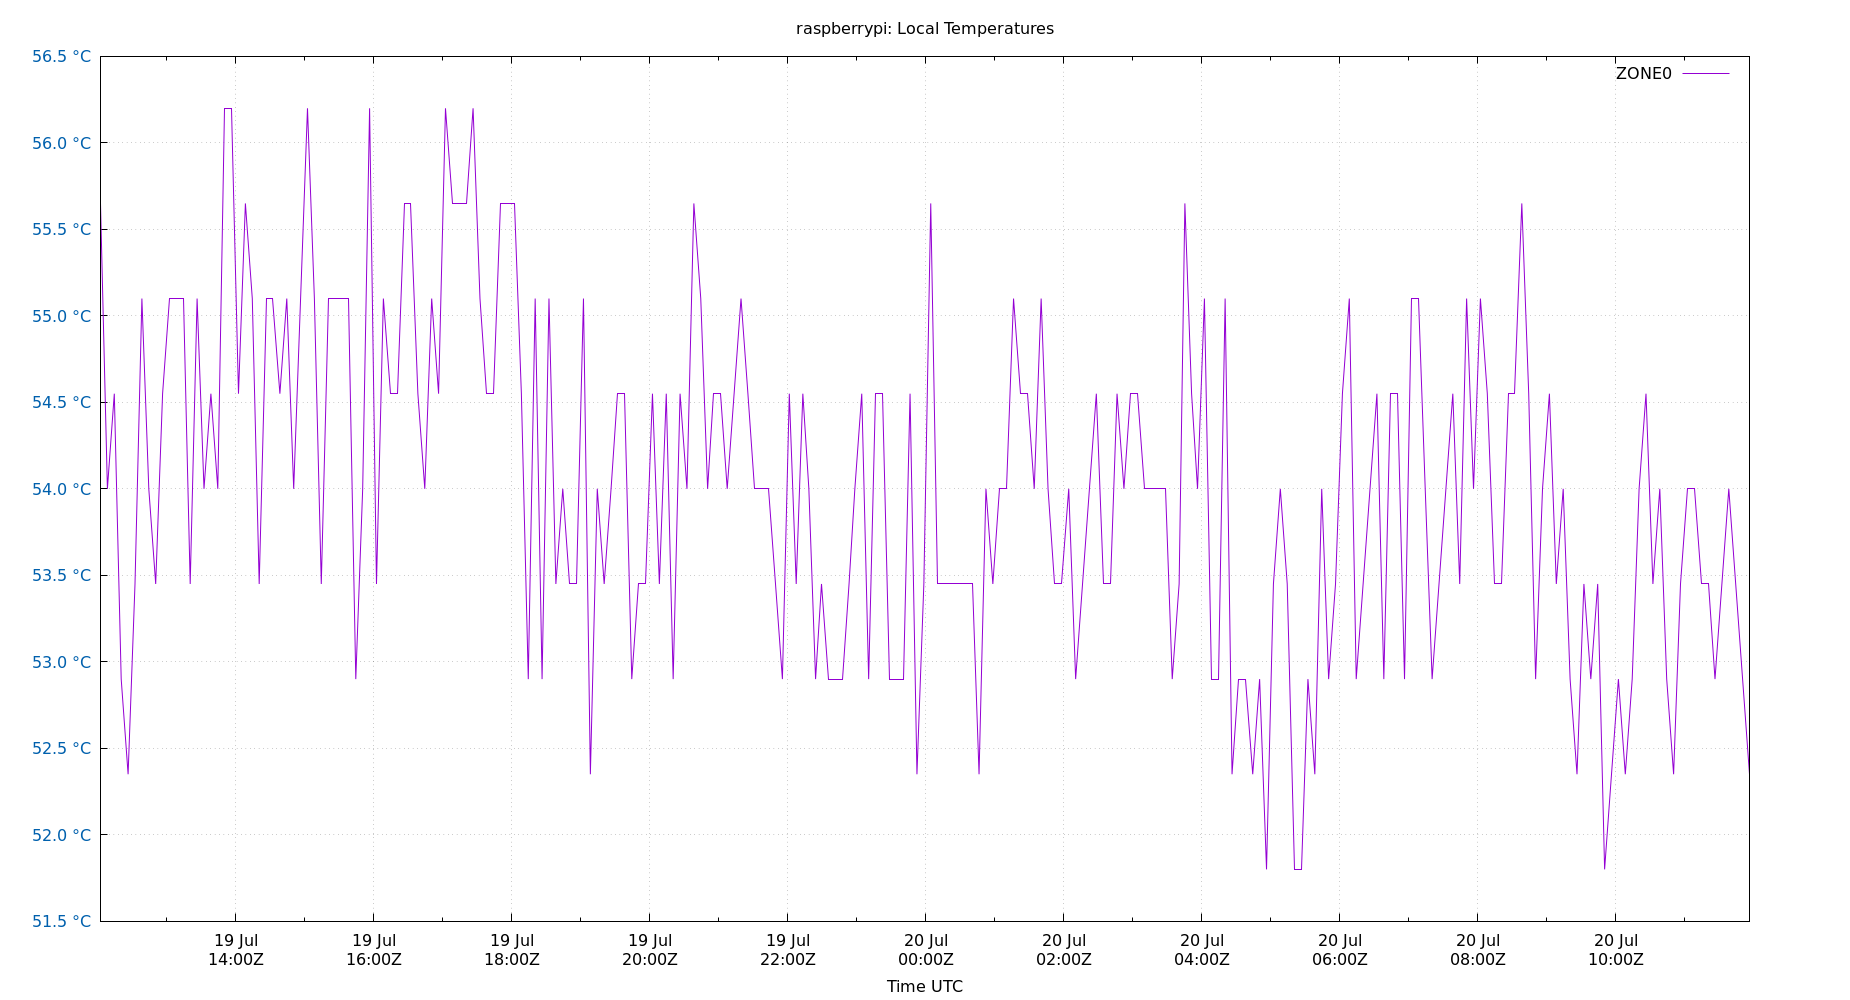 raspberrypi: Local Temperatures
56.5 °C
56.0 °C
55.5 °C
55.0 °C
54.5 °C
54.0 °C
53.5 °C
53.0 °C
52.5 °C
52.0 °C
51.5 °C
ZONE0
19 Jul
14:00Z
19 Jul
16:00Z
19 Jul
18:00Z
19 Jul
20:00Z
19 Jul
22:00Z
20 Jul
00:00Z
20 Jul
02:00Z
20 Jul
04:00Z
20 Jul
06:00Z
20 Jul
08:00Z
20 Jul
10:00Z
Time UTC